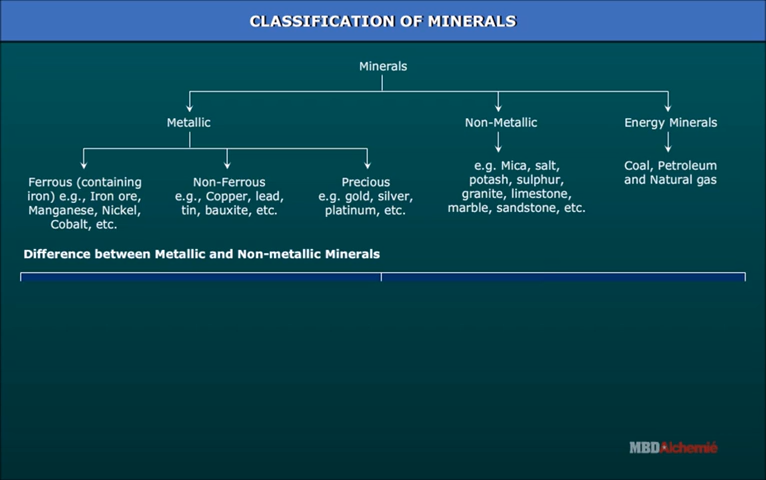 CLASSIFICATION OF MINERALS
Minerals
Metallic
Non-Metallic
Energy Minerals
Ferrous (containing
iron) e.g., Iron ore,
Manganese, Nickel,
Cobalt, etc.
Non-Ferrous
e.g., Copper, lead,
tin, bauxite, etc.
Precious
e.g. gold, silver,
platinum, etc.
e.g. Mica, salt,
potash, sulphur,
granite, limestone,
marble, sandstone, etc.
Coal, Petroleum
and Natural gas
Difference between Metallic and Non-metallic Minerals
MBDAlchemié